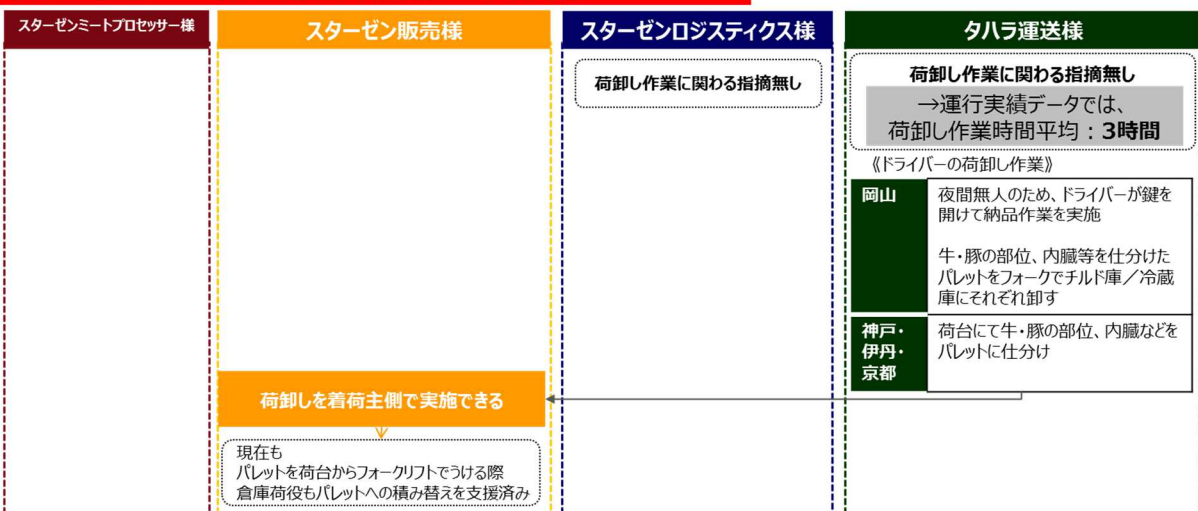 スターゼンミートプロセッサー様
スターゼン販売様
スターゼンロジスティクス様
タハラ運送様
荷卸し作業に関わる指摘無し
荷卸し作業に関わる指摘無し
→運行実績データでは、
荷卸し作業時間平均：3時間
《ドライバーの荷卸し作業》
岡山
夜間無人のため、ドライバーが鍵を
開けて納品作業を実施
牛・豚の部位、内臓等を仕分けた
パレットをフォークでチルド庫／冷蔵
庫にそれぞれ卸す
神戸・
伊丹・
京都
荷台にて牛・豚の部位、内臓などを
パレットに仕分け
荷卸しを着荷主側で実施できる
現在も
パレットを荷台からフォークリフトでうける際
倉庫荷役もパレットへの積み替えを支援済み